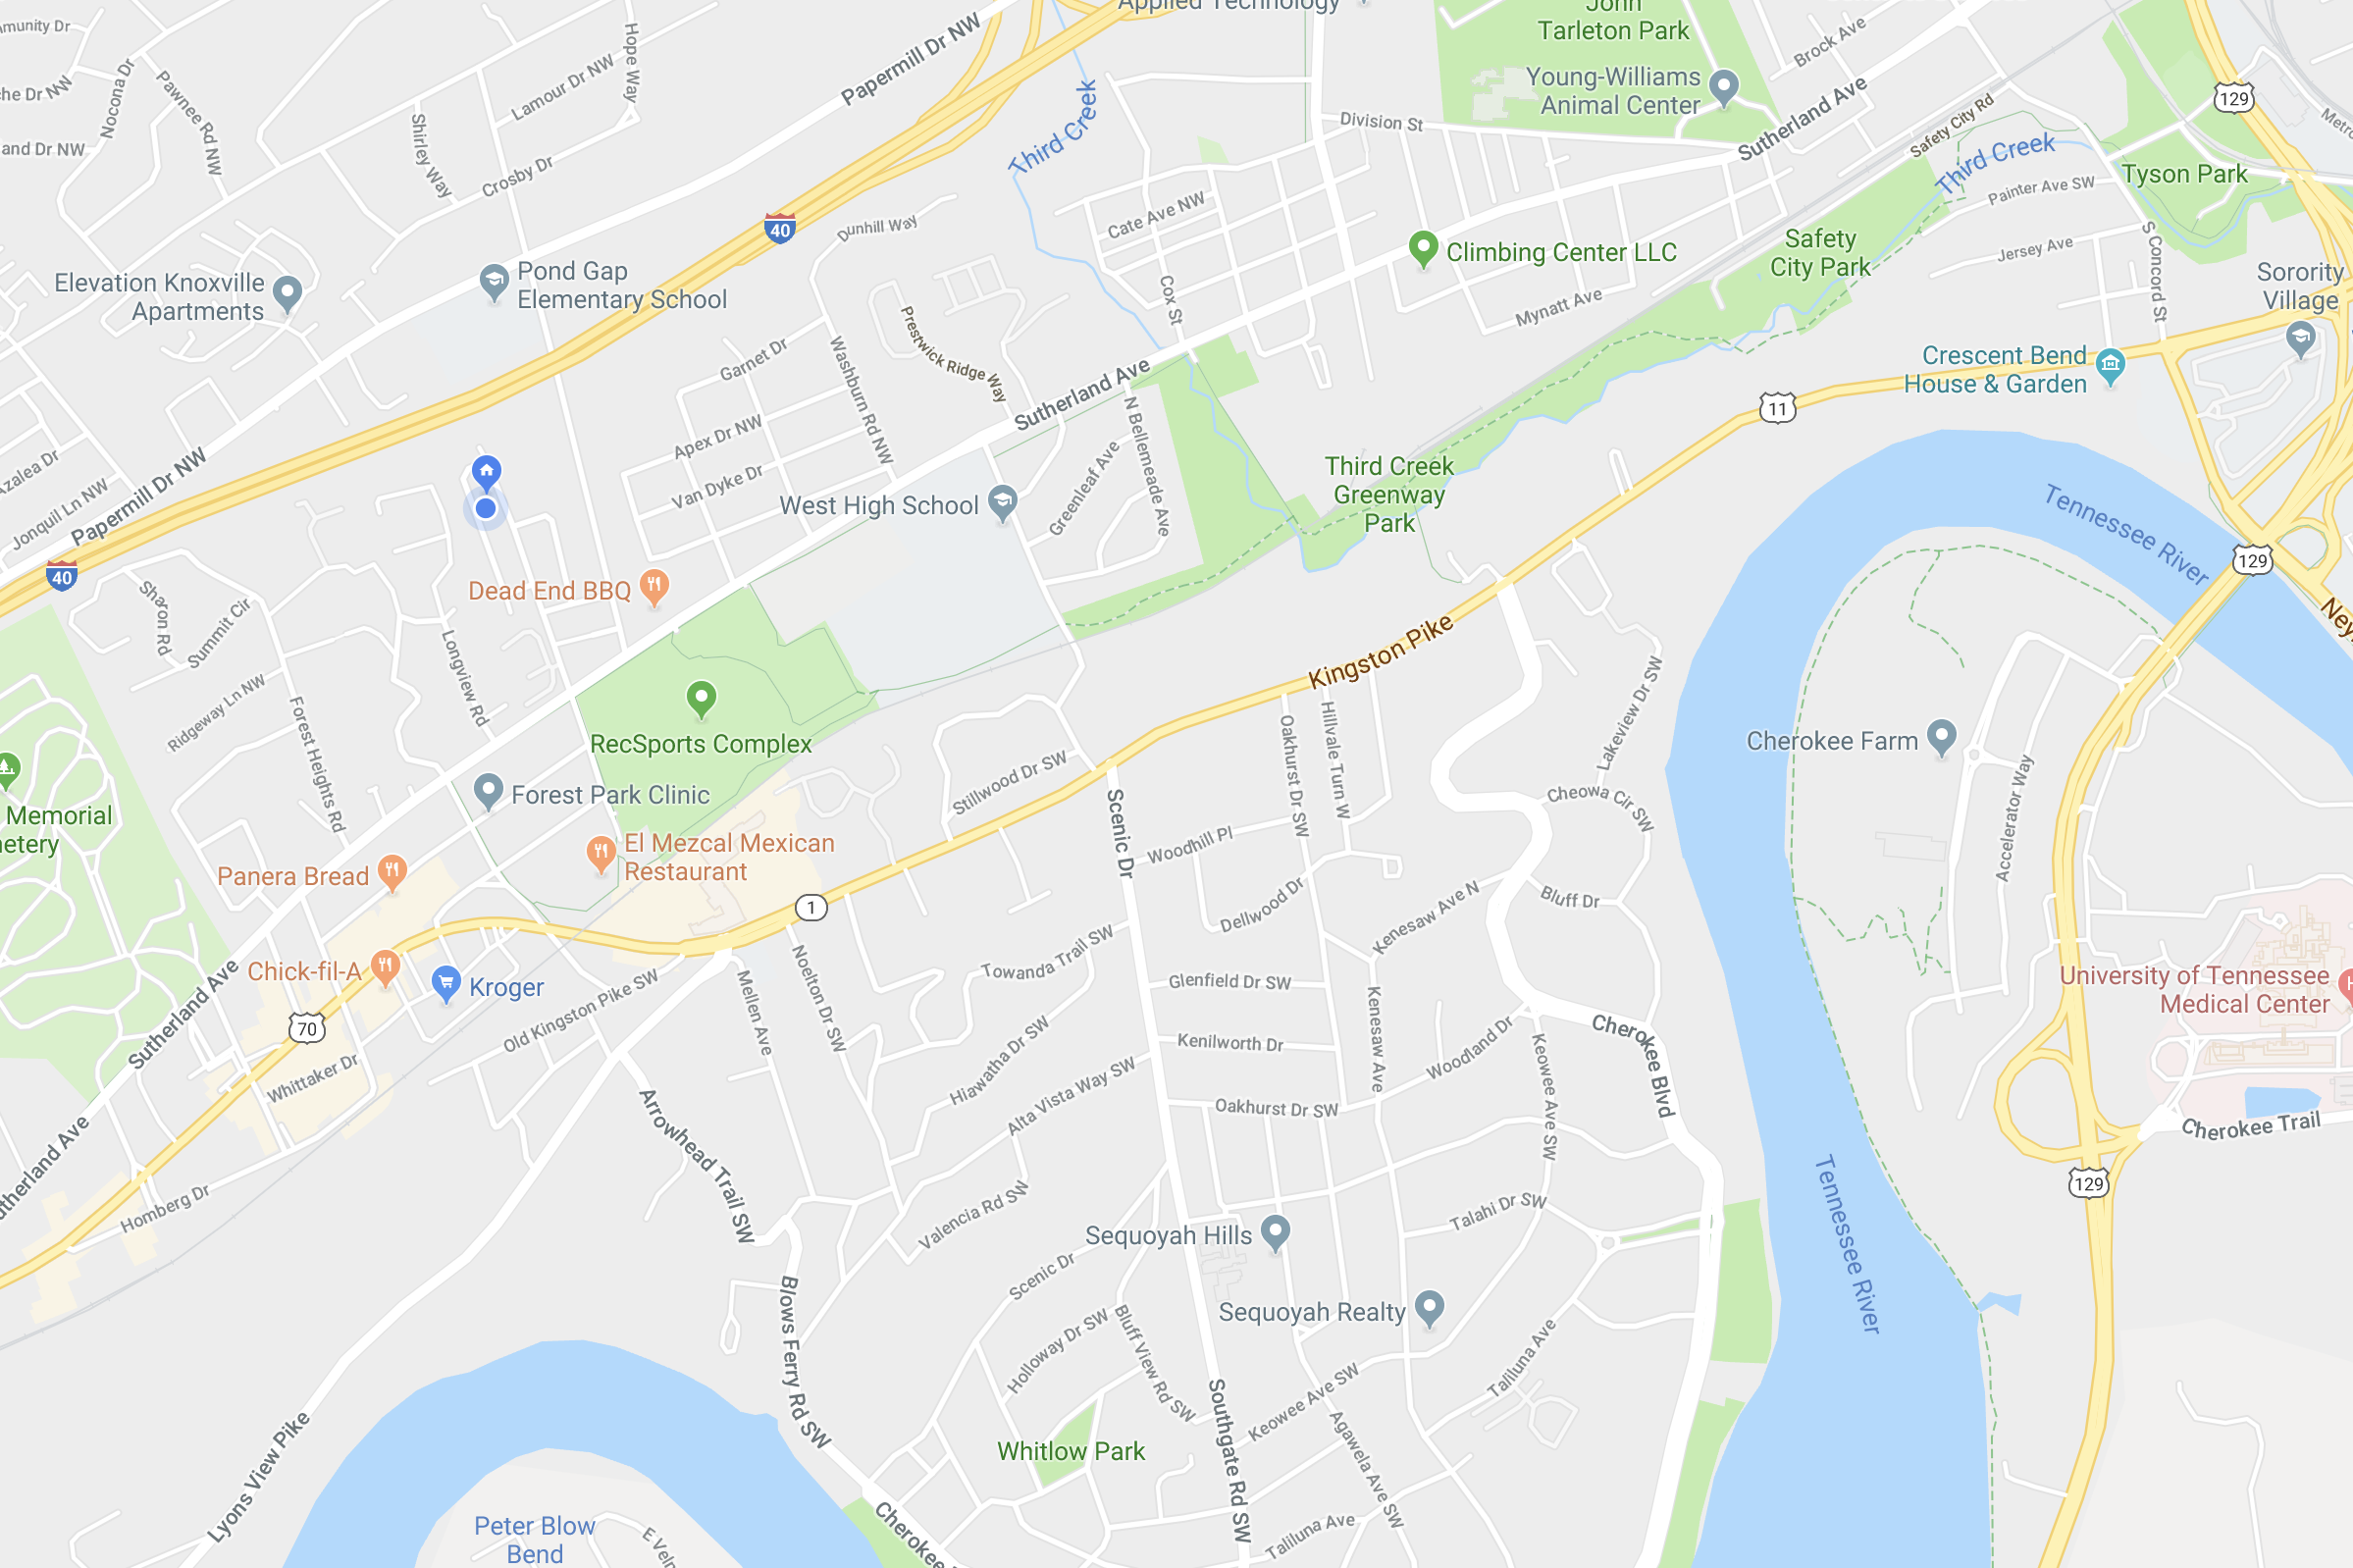 Applied Technology
John
Tarleton Park
Papermill Dr NW
Hope Way
Lamour Dr NW
Nocona Dr
Pawnee Rd NW
Shirley Way
Crosby Dr
Third Creek
Brock Ave
Young-Williams
Animal Center
Division St
Sutherland Ave
Safety City Rd
129
Third Creek
Tyson Park
Painter Ave SW
40
Dunhill Way
Cate Ave NW
Climbing Center LLC
Safety
City Park
Jersey Ave
S Concord St
Sorority
Village
Elevation Knoxville
Apartments
Pond Gap
Elementary School
Cox St
Mynatt Ave
Prestwick Ridge Way
Garnet Dr
Washburn Rd NW
Crescent Bend
House & Garden
Sutherland Ave
N Bellemeade Ave
11
Apex Dr NW
Azalea Dr
Papermill Dr NW
Van Dyke Dr
Greenleaf Ave
Third Creek
Greenway
Park
Jonquil Ln NW
West High School
Tennessee River
129
40
Dead End BBQ
Sharon Rd
Summit Cir
Kingston Pike
Longview Rd
Ridgeway Ln NW
Forest Heights Rd
RecSports Complex
Lakeview Dr SW
Oakhurst Dr SW
Hillvale Turn W
Cherokee Farm
Stillwood Dr SW
Forest Park Clinic
Cheowa Cir SW
Accelerator Way
Memorial
Scenic Dr
Woodhill Pl
El Mezcal Mexican
Restaurant
Panera Bread
1
Dellwood Dr
Kenesaw Ave N
Bluff Dr
Noelton Dr SW
Towanda Trail SW
Chick-fil-A
Kroger
Mellen Ave
Glenfield Dr SW
Kenesaw Ave
University of Tennessee
Medical Center
Sutherland Ave
70
Old Kingston Pike SW
Hiawatha Dr SW
Kenilworth Dr
Woodland Dr
Cherokee Blvd
Keowee Ave SW
Whittaker Dr
Alta Vista Way SW
Oakhurst Dr SW
Arrowhead Trail SW
Cherokee Trail
129
Homberg Dr
Valencia Rd SW
Talahi Dr SW
Tennessee River
Sequoyah Hills
Scenic Dr
Blows Ferry Rd SW
Sequoyah Realty
Holloway Dr SW
Bluff View Rd SW
Taliluna Ave
Keowee Ave SW
Southgate Rd SW
Agawela Ave SW
Lyons View Pike
Whitlow Park
Peter Blow
Bend
Cherokee
Taliluna Ave